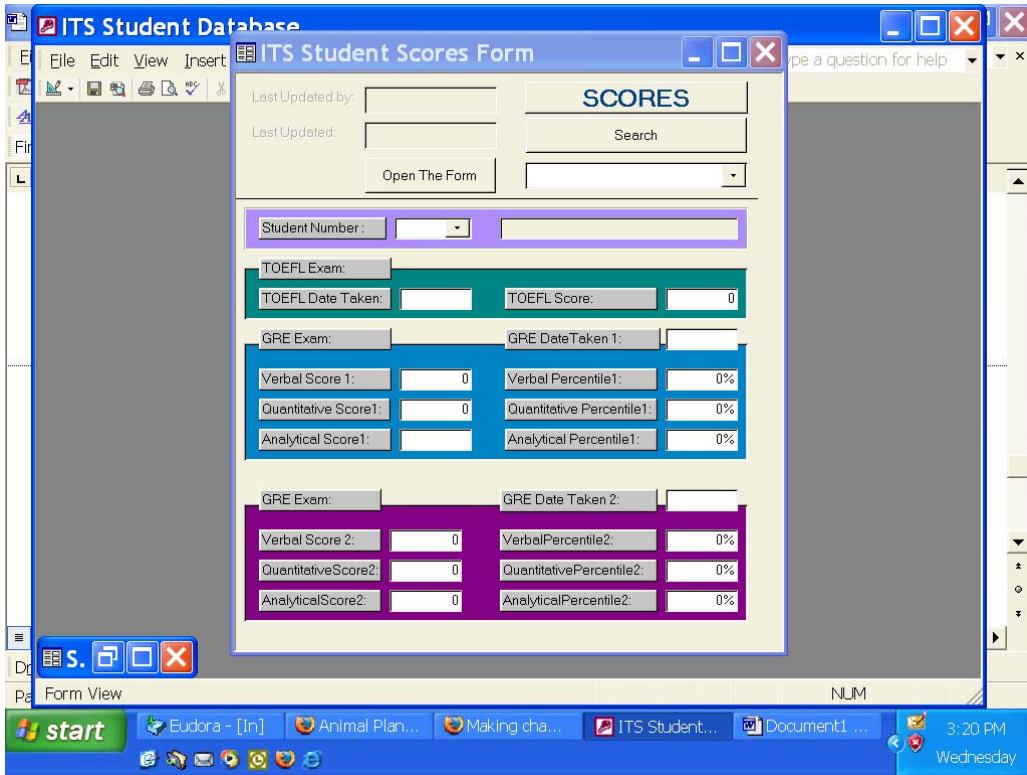 ITS Student Database
ITS Student Scores Form
File Edit View Insert
ype a question for help
Last Updated by:
SCORES
Last Updated:
Search
Open The Form
Student Number :
TOEFL Exam:
TOEFL Date Taken:
TOEFL Score: 0
GRE Exam:
GRE DateTaken 1:
Verbal Score 1: 0
Verbal Percentile1: 0%
Quantitative Score1: 0
Quantitative Percentile1: 0%
Analytical Score1:
Analytical Percentile1: 0%
GRE Exam:
GRE Date Taken 2:
Verbal Score 2: 0
VerbalPercentile2: 0%
QuantitativeScore2: 0
QuantitativePercentile2: 0%
AnalyticalScore2: 0
AnalyticalPercentile2: 0%
S.
Form View
NUM
start
Eudora - [In]
Animal Plan...
Making cha...
ITS Student...
Document1 ...
3:20 PM
Wednesday